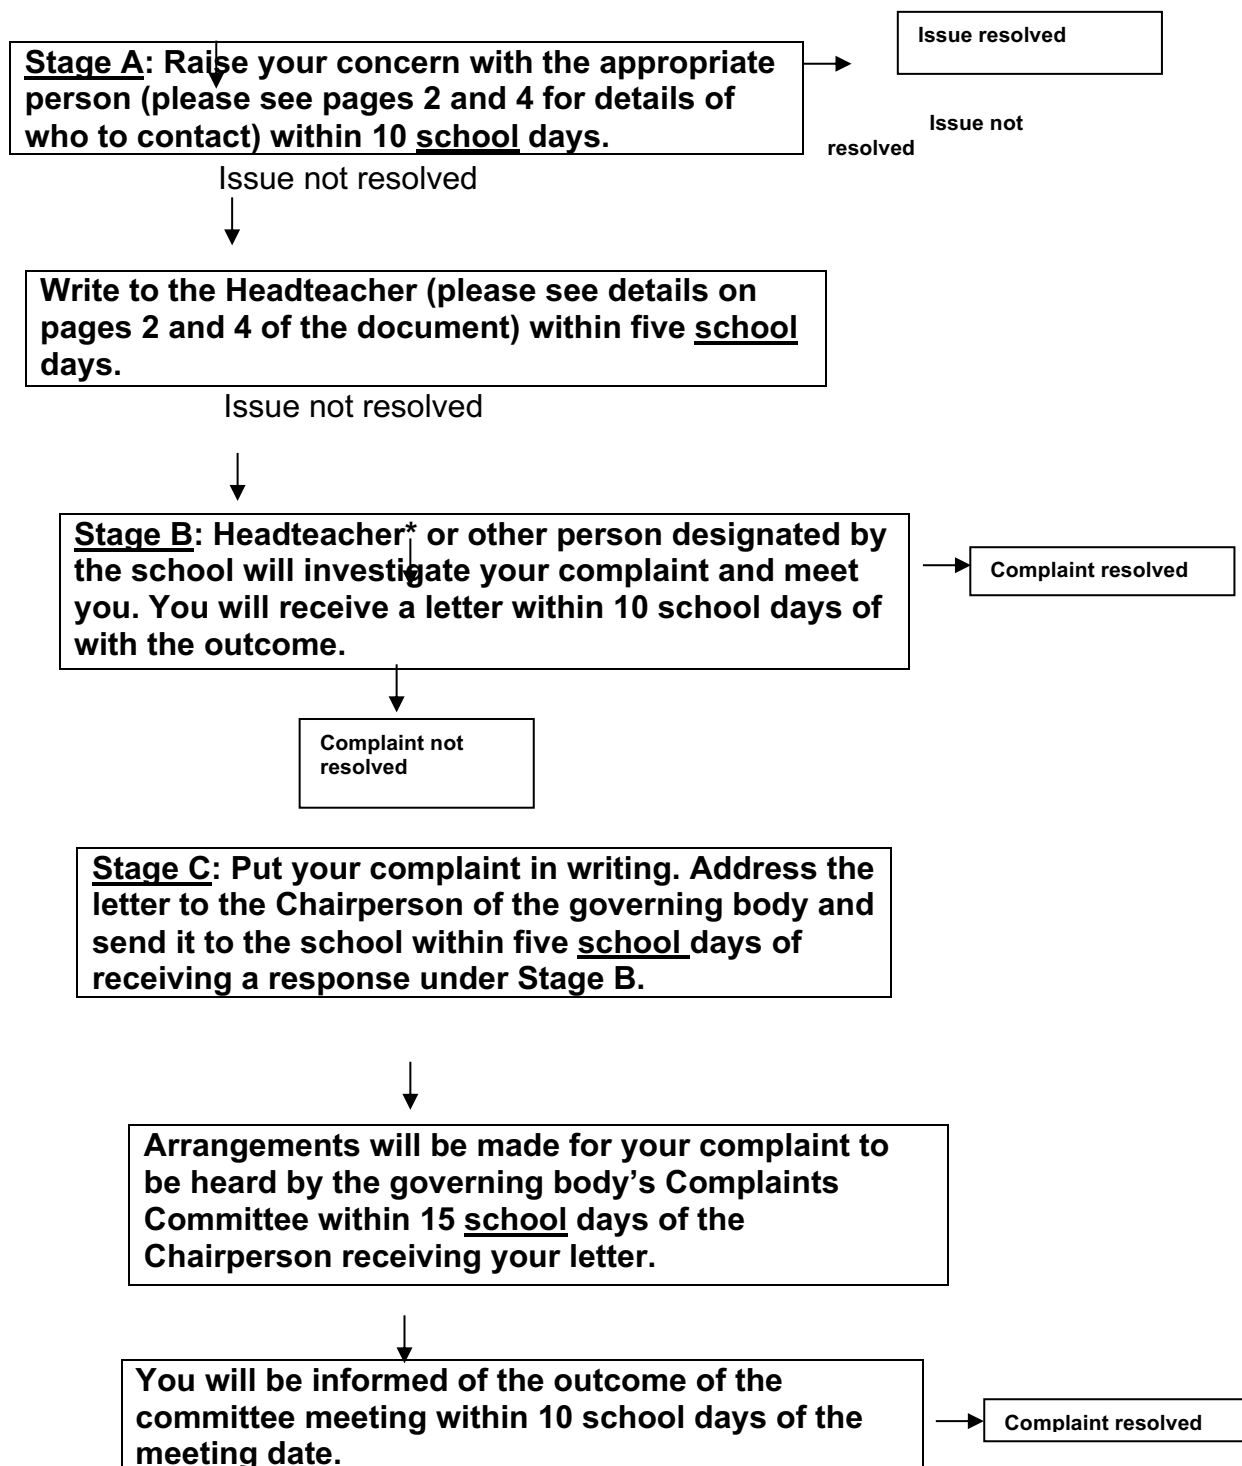 Issue resolved
Stage A: Raise your concern with the appropriate
person (please see pages 2 and 4 for details of
who to contact) within 10 school days.
Issue not
resolved
Issue not resolved
Write to the Headteacher (please see details on
pages 2 and 4 of the document) within five school
days.
Issue not resolved
Stage B: Headteacher* or other person designated by
the school will investigate your complaint and meet
you. You will receive a letter within 10 school days of
with the outcome.
Complaint resolved
Complaint not
resolved
Stage C: Put your complaint in writing. Address the
letter to the Chairperson of the governing body and
send it to the school within five school days of
receiving a response under Stage B.
Arrangements will be made for your complaint to
be heard by the governing body’s Complaints
Committee within 15 school days of the
Chairperson receiving your letter.
You will be informed of the outcome of the
committee meeting within 10 school days of the
meeting date.
Complaint resolved